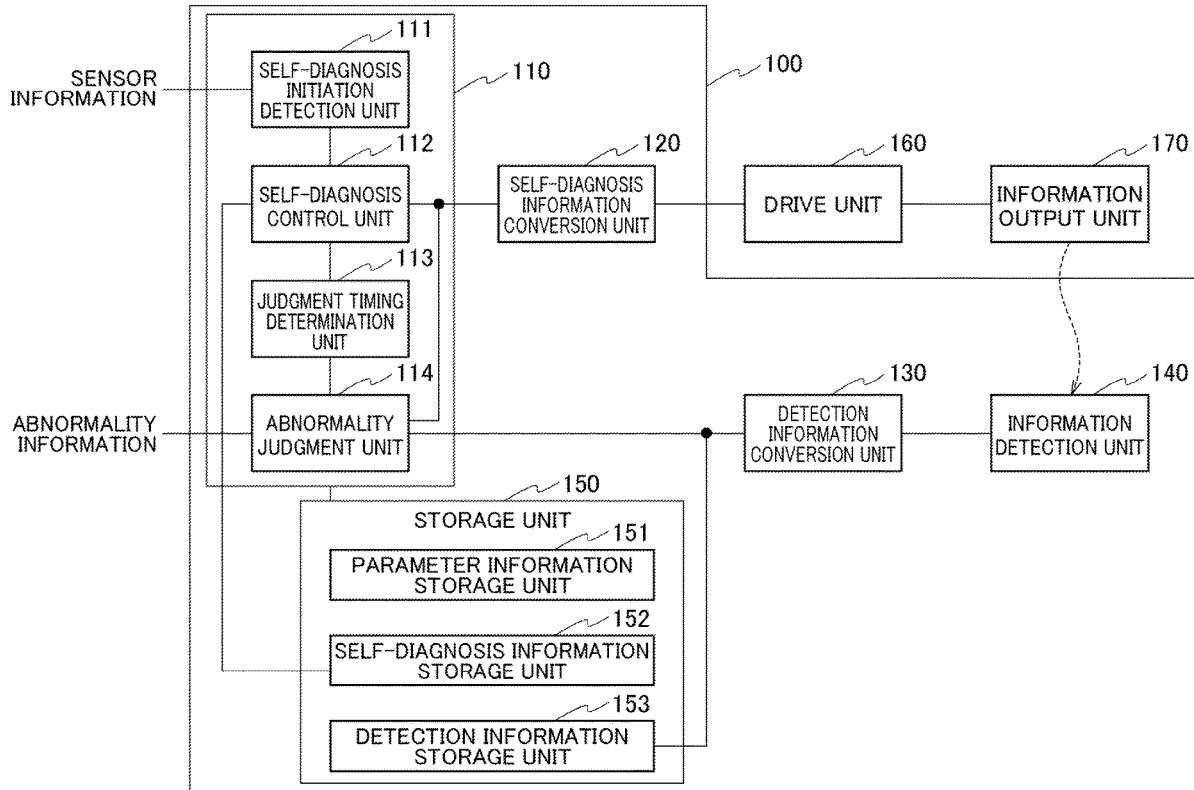 111
SENSOR
INFORMATION
SELF-DIAGNOSIS
INITIATION
DETECTION UNIT
110
100
112
SELF-DIAGNOSIS
CONTROL UNIT
120
SELF-DIAGNOSIS
INFORMATION
CONVERSION UNIT
160
DRIVE UNIT
170
INFORMATION
OUTPUT UNIT
113
JUDGMENT TIMING
DETERMINATION
UNIT
114
ABNORMALITY
INFORMATION
ABNORMALITY
JUDGMENT UNIT
130
DETECTION
INFORMATION
CONVERSION UNIT
140
INFORMATION
DETECTION UNIT
150
STORAGE UNIT
151
PARAMETER INFORMATION
STORAGE UNIT
152
SELF-DIAGNOSIS INFORMATION
STORAGE UNIT
153
DETECTION INFORMATION
STORAGE UNIT